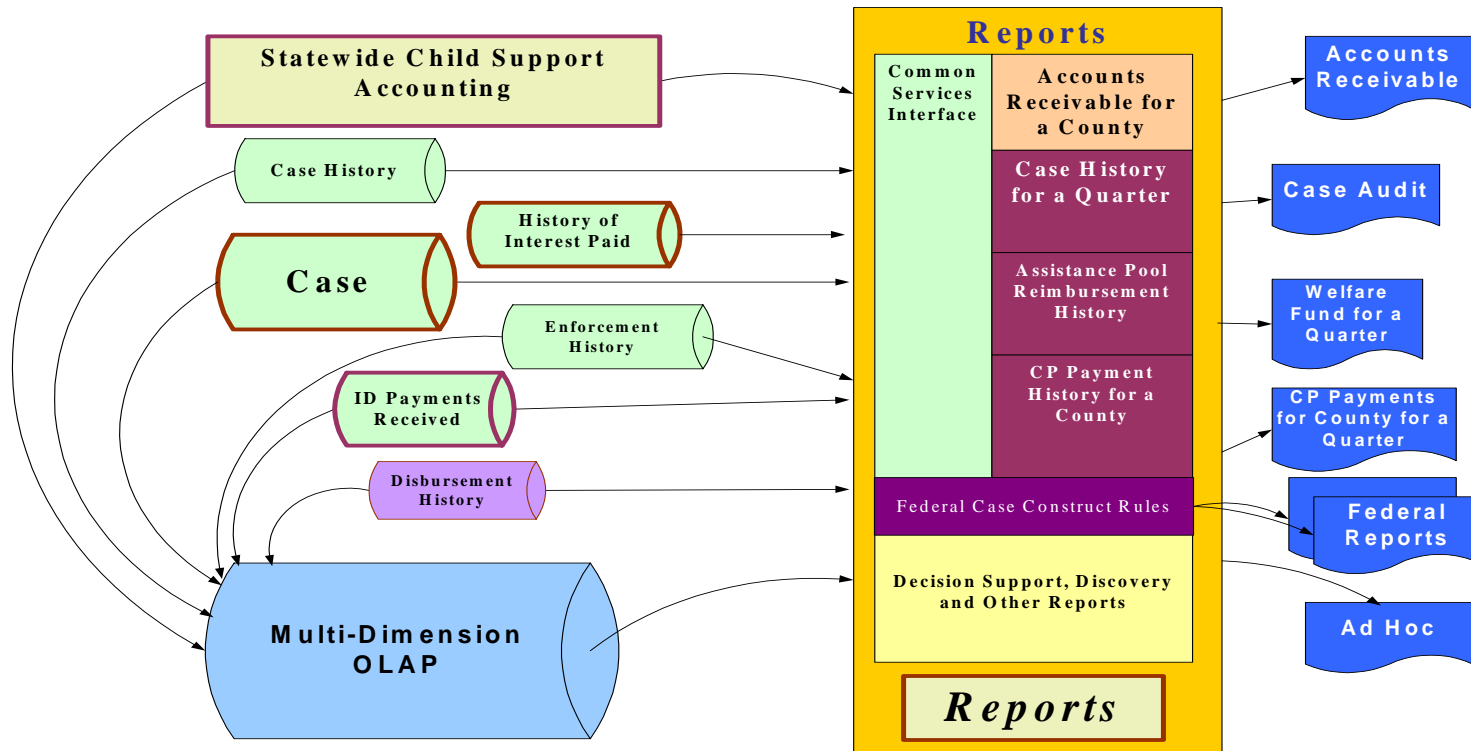 Statewide Child Support
Accounting
Case History
History of
Interest Paid
Case
Enforcement
History
ID Payments
Received
Disbursement
History
Multi-Dimension
OLAP
Reports
Common
Services
Interface
Accounts
Receivable for
a County
Case History
for a Quarter
Assistance Pool
Reimbursement
History
CP Payment
History for a
County
Federal Case Construct Rules
Decision Support, Discovery
and Other Reports
Reports
Accounts
Receivable
Case Audit
Welfare
Fund for a
Quarter
CP Payments
for County for a
Quarter
Federal
Reports
Ad Hoc